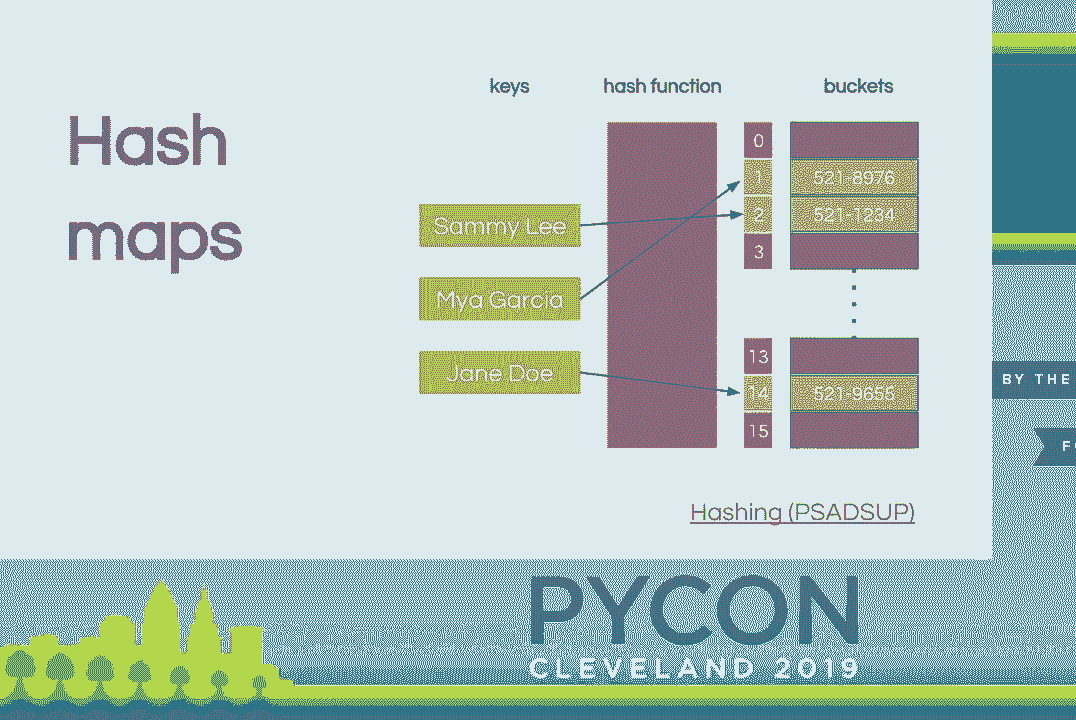 Hash
maps
keys
hash function
buckets
0
1
521-8976
Sammy Lee
2
521-1234
3
Mya Garcia
13
Jane Doe
14
521-9655
15
Hashing (PSADSUP)
BY THE
PYCON
CLEVELAND 2019